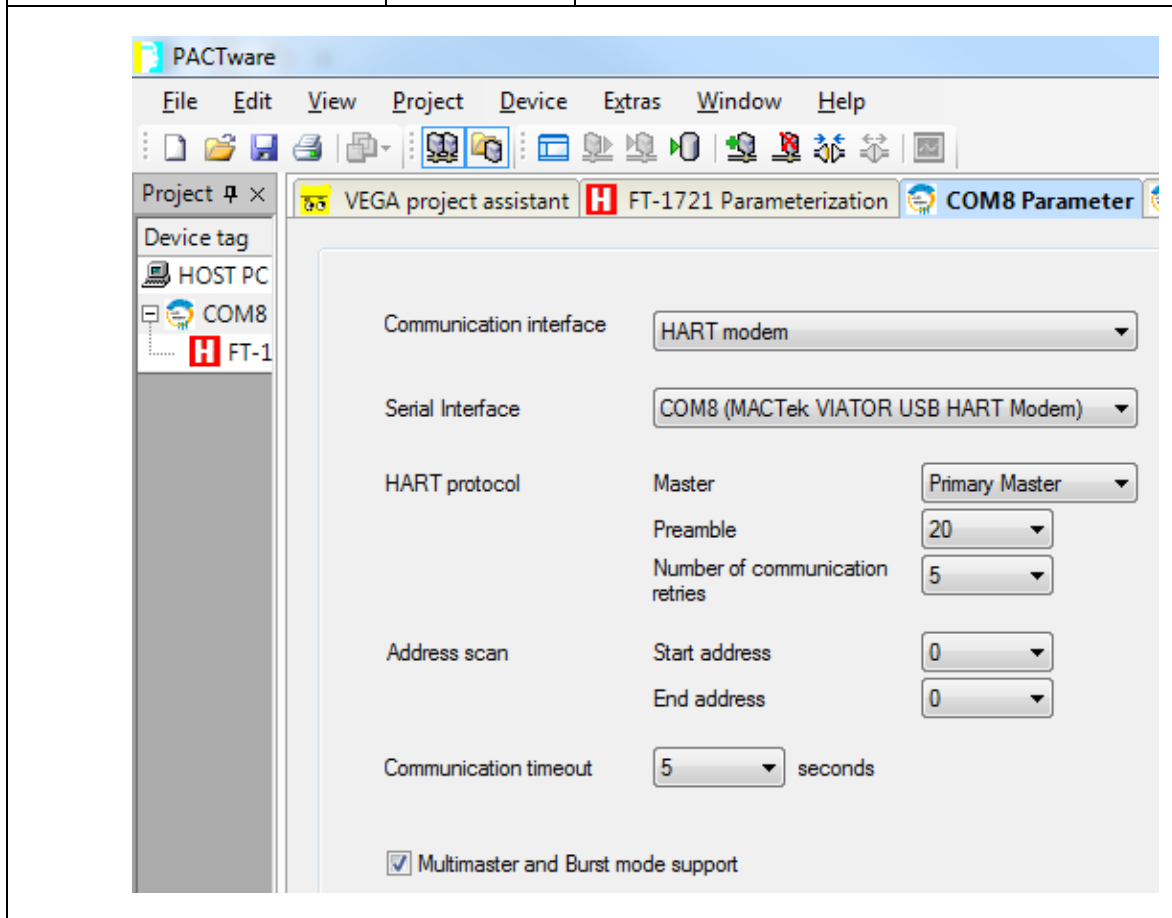 PACTware
File Edit View Project Device Extras Window Help
Project
VEGA project assistant H FT-1721 Parameterization COM8 Parameter
Device tag
HOST PC
COM8
H FT-1
Communication interface HART modem
Serial Interface COM8 (MACTek VIATOR USB HART Modem)
HART protocol Master Primary Master
Preamble 20
Number of communication
retries 5
Address scan Start address 0
End address 0
Communication timeout 5 seconds
Multimaster and Burst mode support